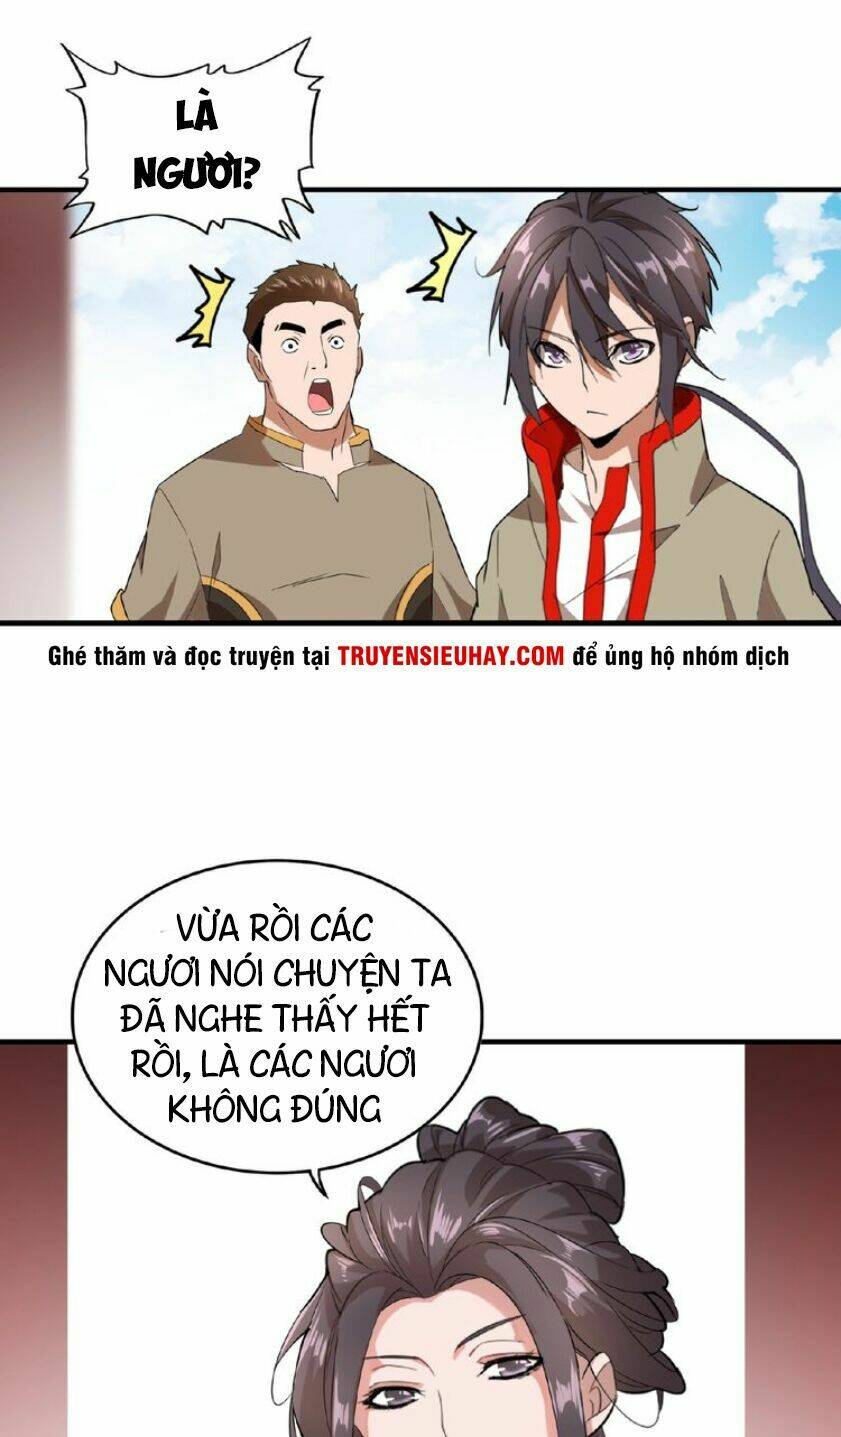 LÀ
NGƯƠI?
Ghé thăm và đọc truyện tại TRUYENSIEUHAY.COM để ủng hộ nhóm dịch
VỪA RỒI CÁC
NGƯƠI NÓI CHUYỆN TA
ĐÃ NGHE THẤY HẾT
RỒI, LÀ CÁC NGƯƠI
KHÔNG ĐÚNG